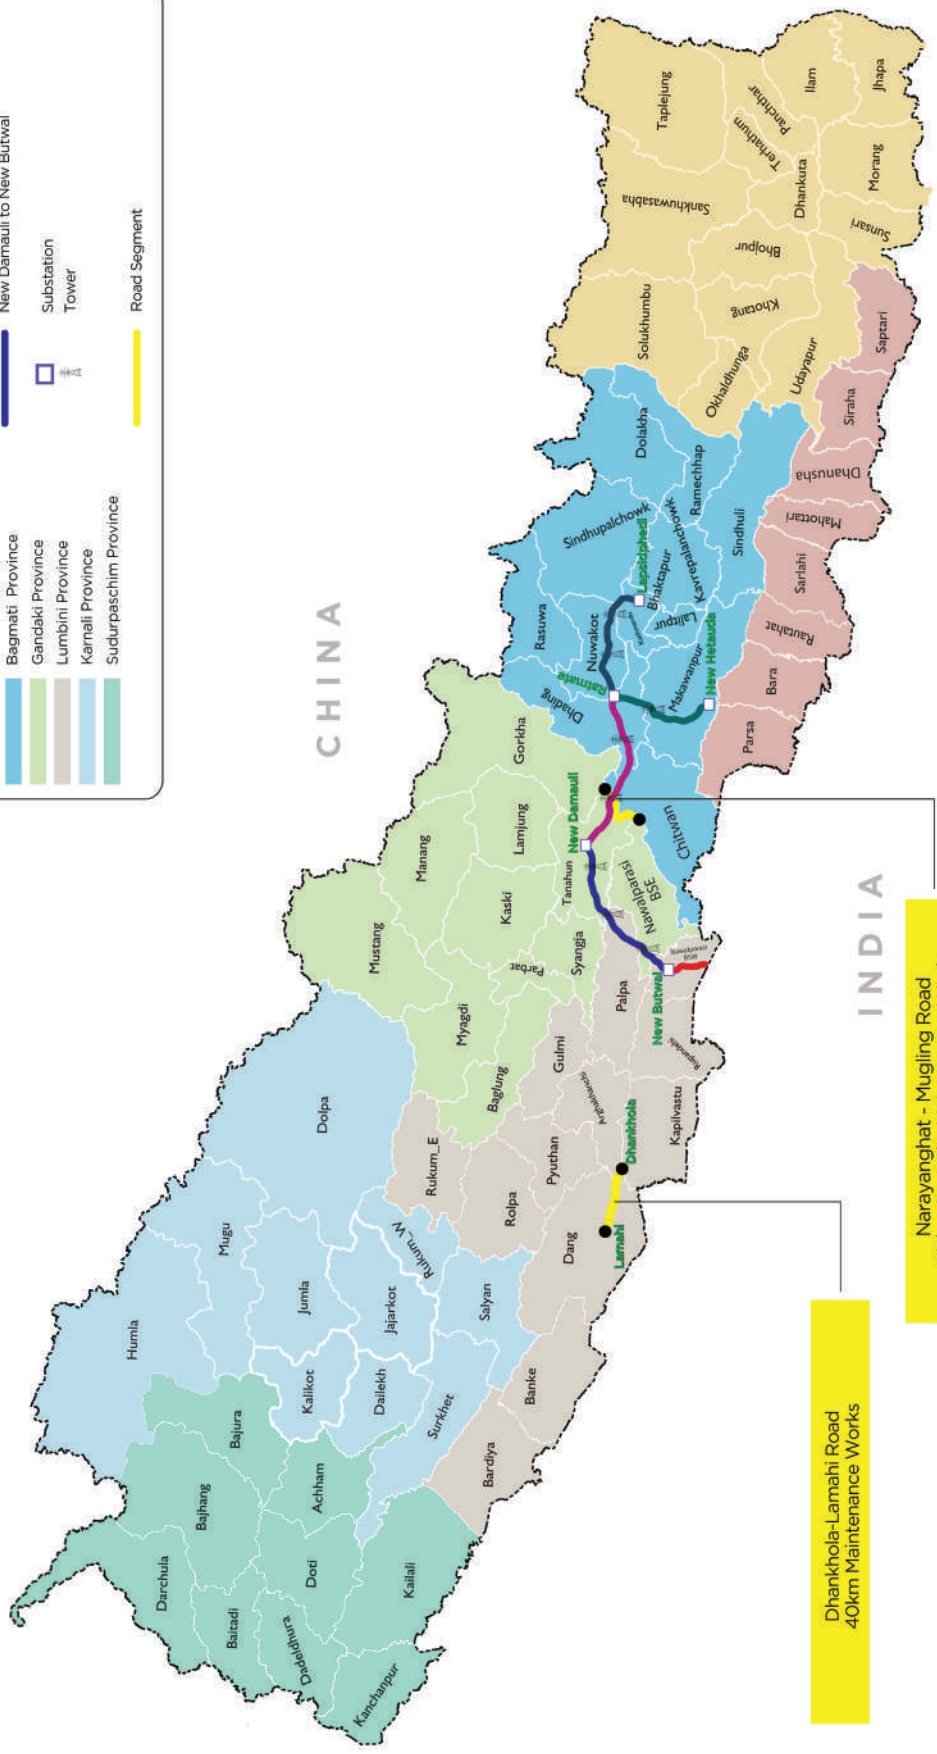 New Damauli to New Butwal
Substation
Tower
Road Segment
Bagmati Province
Gandaki Province
Lumbini Province
Karnali Province
Sudurpaschim Province
CHINA
INDIA
Darchula
Bajhang
Baitadi
Dadeldhura
Kanchanpur
Doti
Kailali
Achham
Bajura
Humla
Mugu
Jumla
Kalikot
Dailekh
Jajarkot
Rukum_W
Surkhet
Salyan
Dolpa
Bardiya
Banke
Dang
Rukum_E
Rolpa
Pyuthan
Gulmi
Arghakhanchi
Kapilvastu
Rupandehi
Palpa
Lamahi
Dhankhola
New Butwal
Mustang
Manang
Myagdi
Baglung
Parbat
Kaski
Lamjung
Gorkha
Syangja
Tanahun
New Damauli
Nawalparasi
BSE
Chitwan
Dhading
Ratmate
Rasuwa
Nuwakot
Sindhupalchowk
Lapsiphedi
Bhaktapur
Lalitpur
Kavrepalanchowk
Makawanpur
New Hetauda
Dolakha
Ramechhap
Sindhuli
Parsa
Bara
Rautahat
Sarlahi
Mahottari
Dhanusha
Siraha
Saptari
Solukhumbu
Okhaldhunga
Khotang
Udayapur
Sankhuwasabha
Bhojpur
Taplejung
Terhathum
Panchthar
Dhankuta
Ilam
Sunsari
Morang
Jhapa
Dhankhola-Lamahi Road
40km Maintenance Works
Narayanghat - Mugling Road